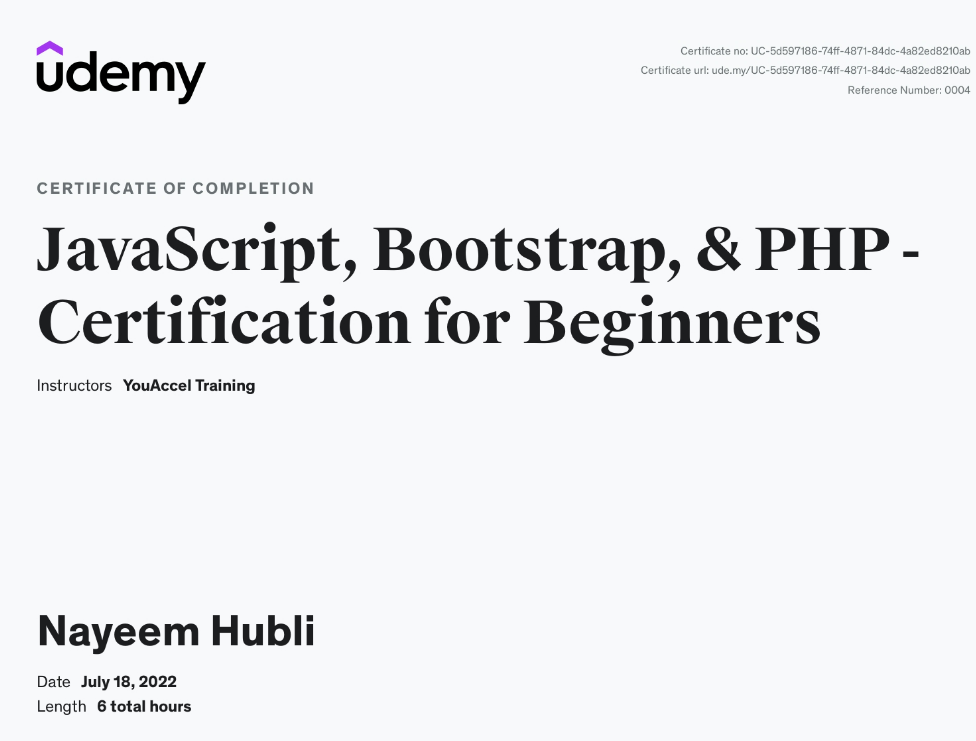 udemy
Certificate no: UC-5d597186-74ff-4871-84dc-4a82ed8210ab
Certificate url: ude.my/UC-5d597186-74ff-4871-84dc-4a82ed8210ab
Reference Number: 0004
CERTIFICATE OF COMPLETION
JavaScript, Bootstrap, & PHP -
Certification for Beginners
Instructors YouAccel Training
Nayeem Hubli
Date July 18, 2022
Length 6 total hours